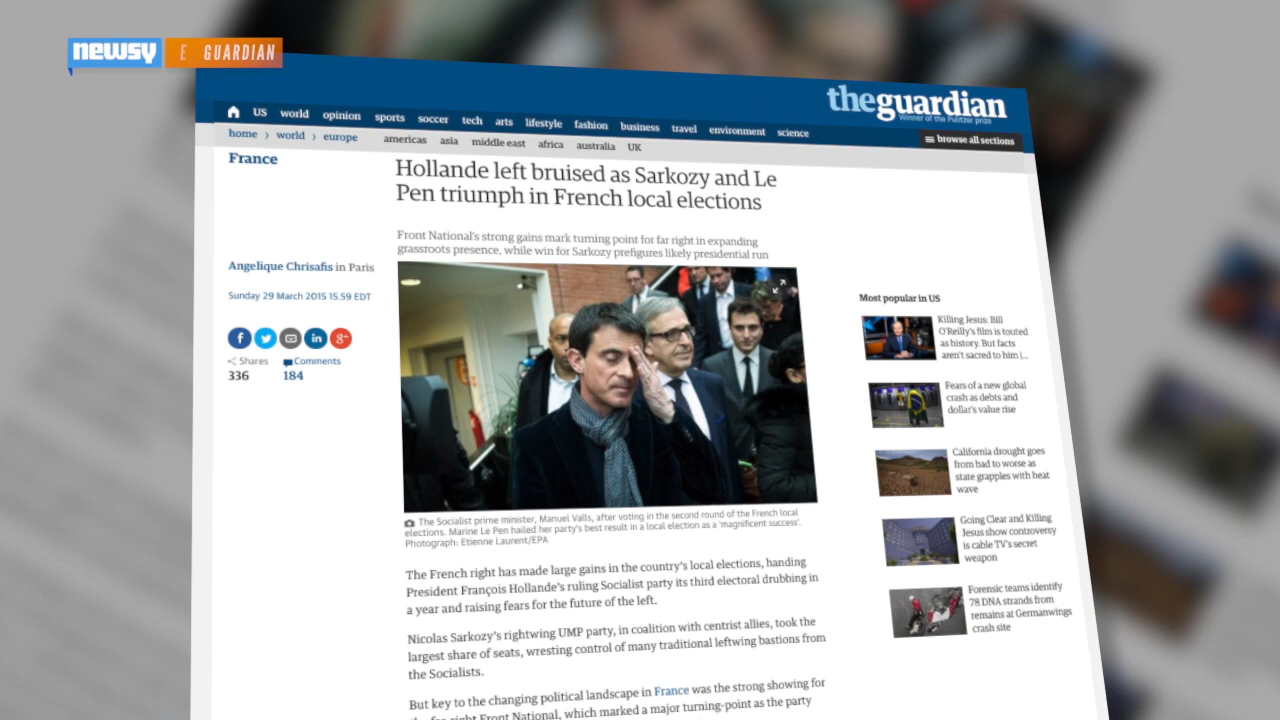 newsy
E GUARDIAN
theguardian
Winner of the Pulitzer prize
US world opinion sports soccer tech arts lifestyle fashion business travel environment science
browse all sections
home › world › europe americas asia middle east africa australia UK
France
Hollande left bruised as Sarkozy and Le
Pen triumph in French local elections
Front National's strong gains mark turning point for far right in expanding
grassroots presence, while win for Sarkozy prefigures likely presidential run
Angelique Chrisafis in Paris
Sunday 29 March 2015 15.59 EDT
Shares
336
Comments
184
The Socialist prime minister, Manuel Valls, after voting in the second round of the French local
elections. Marine Le Pen hailed her party's best result in a local election as a 'magnificent success'.
Photograph: Etienne Laurent/EPA
The French right has made large gains in the country's local elections, handing
President François Hollande's ruling Socialist party its third electoral drubbing in
a year and raising fears for the future of the left.
Nicolas Sarkozy's rightwing UMP party, in coalition with centrist allies, took the
largest share of seats, wresting control of many traditional leftwing bastions from
the Socialists.
But key to the changing political landscape in France was the strong showing for
the far-right Front National, which marked a major turning-point as the party
Most popular in US
Killing Jesus: Bill
O'Reilly's film is touted
as history. But facts
aren't sacred to him |...
Fears of a new global
crash as debts and
dollar's value rise
California drought goes
from bad to worse as
state grapples with heat
wave
Going Clear and Killing
Jesus show controversy
is cable TV's secret
weapon
Forensic teams identify
78 DNA strands from
remains at Germanwings
crash site